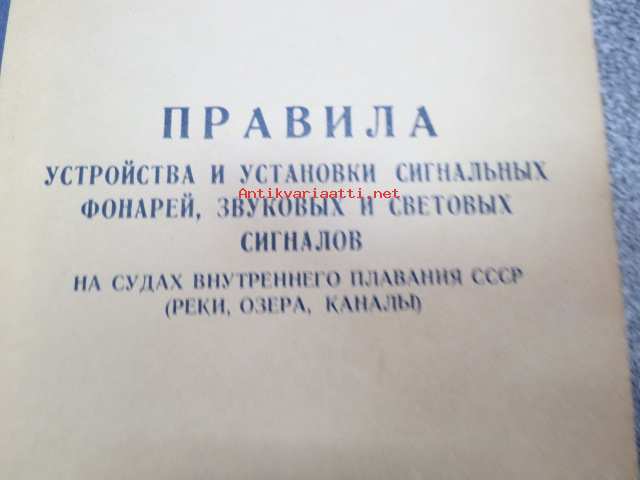 ПРАВИЛА
УСТРОЙСТВА И УСТАНОВКИ СИГНАЛЬНЫХ
Antikvariaatti.net
ФОНАРЕЙ, ЗВУКОВЫХ И СВЕТОВЫХ
СИГНАЛОВ
НА СУДАХ ВНУТРЕННЕГО ПЛАВАНИЯ СССР
(РЕКИ, ОЗЕРА, КАНАЛЫ)